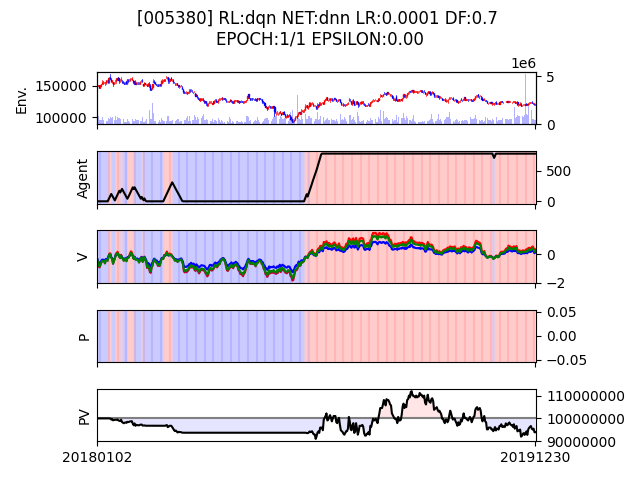 [005380] RL:dqn NET:dnn LR:0.0001 DF:0.7
EPOCH:1/1 EPSILON:0.00
1e6
Env.
150000
100000
5
0
Agent
500
0
V
0
−2
P
0.05
0.00
−0.05
PV
110000000
100000000
90000000
20180102
20191230